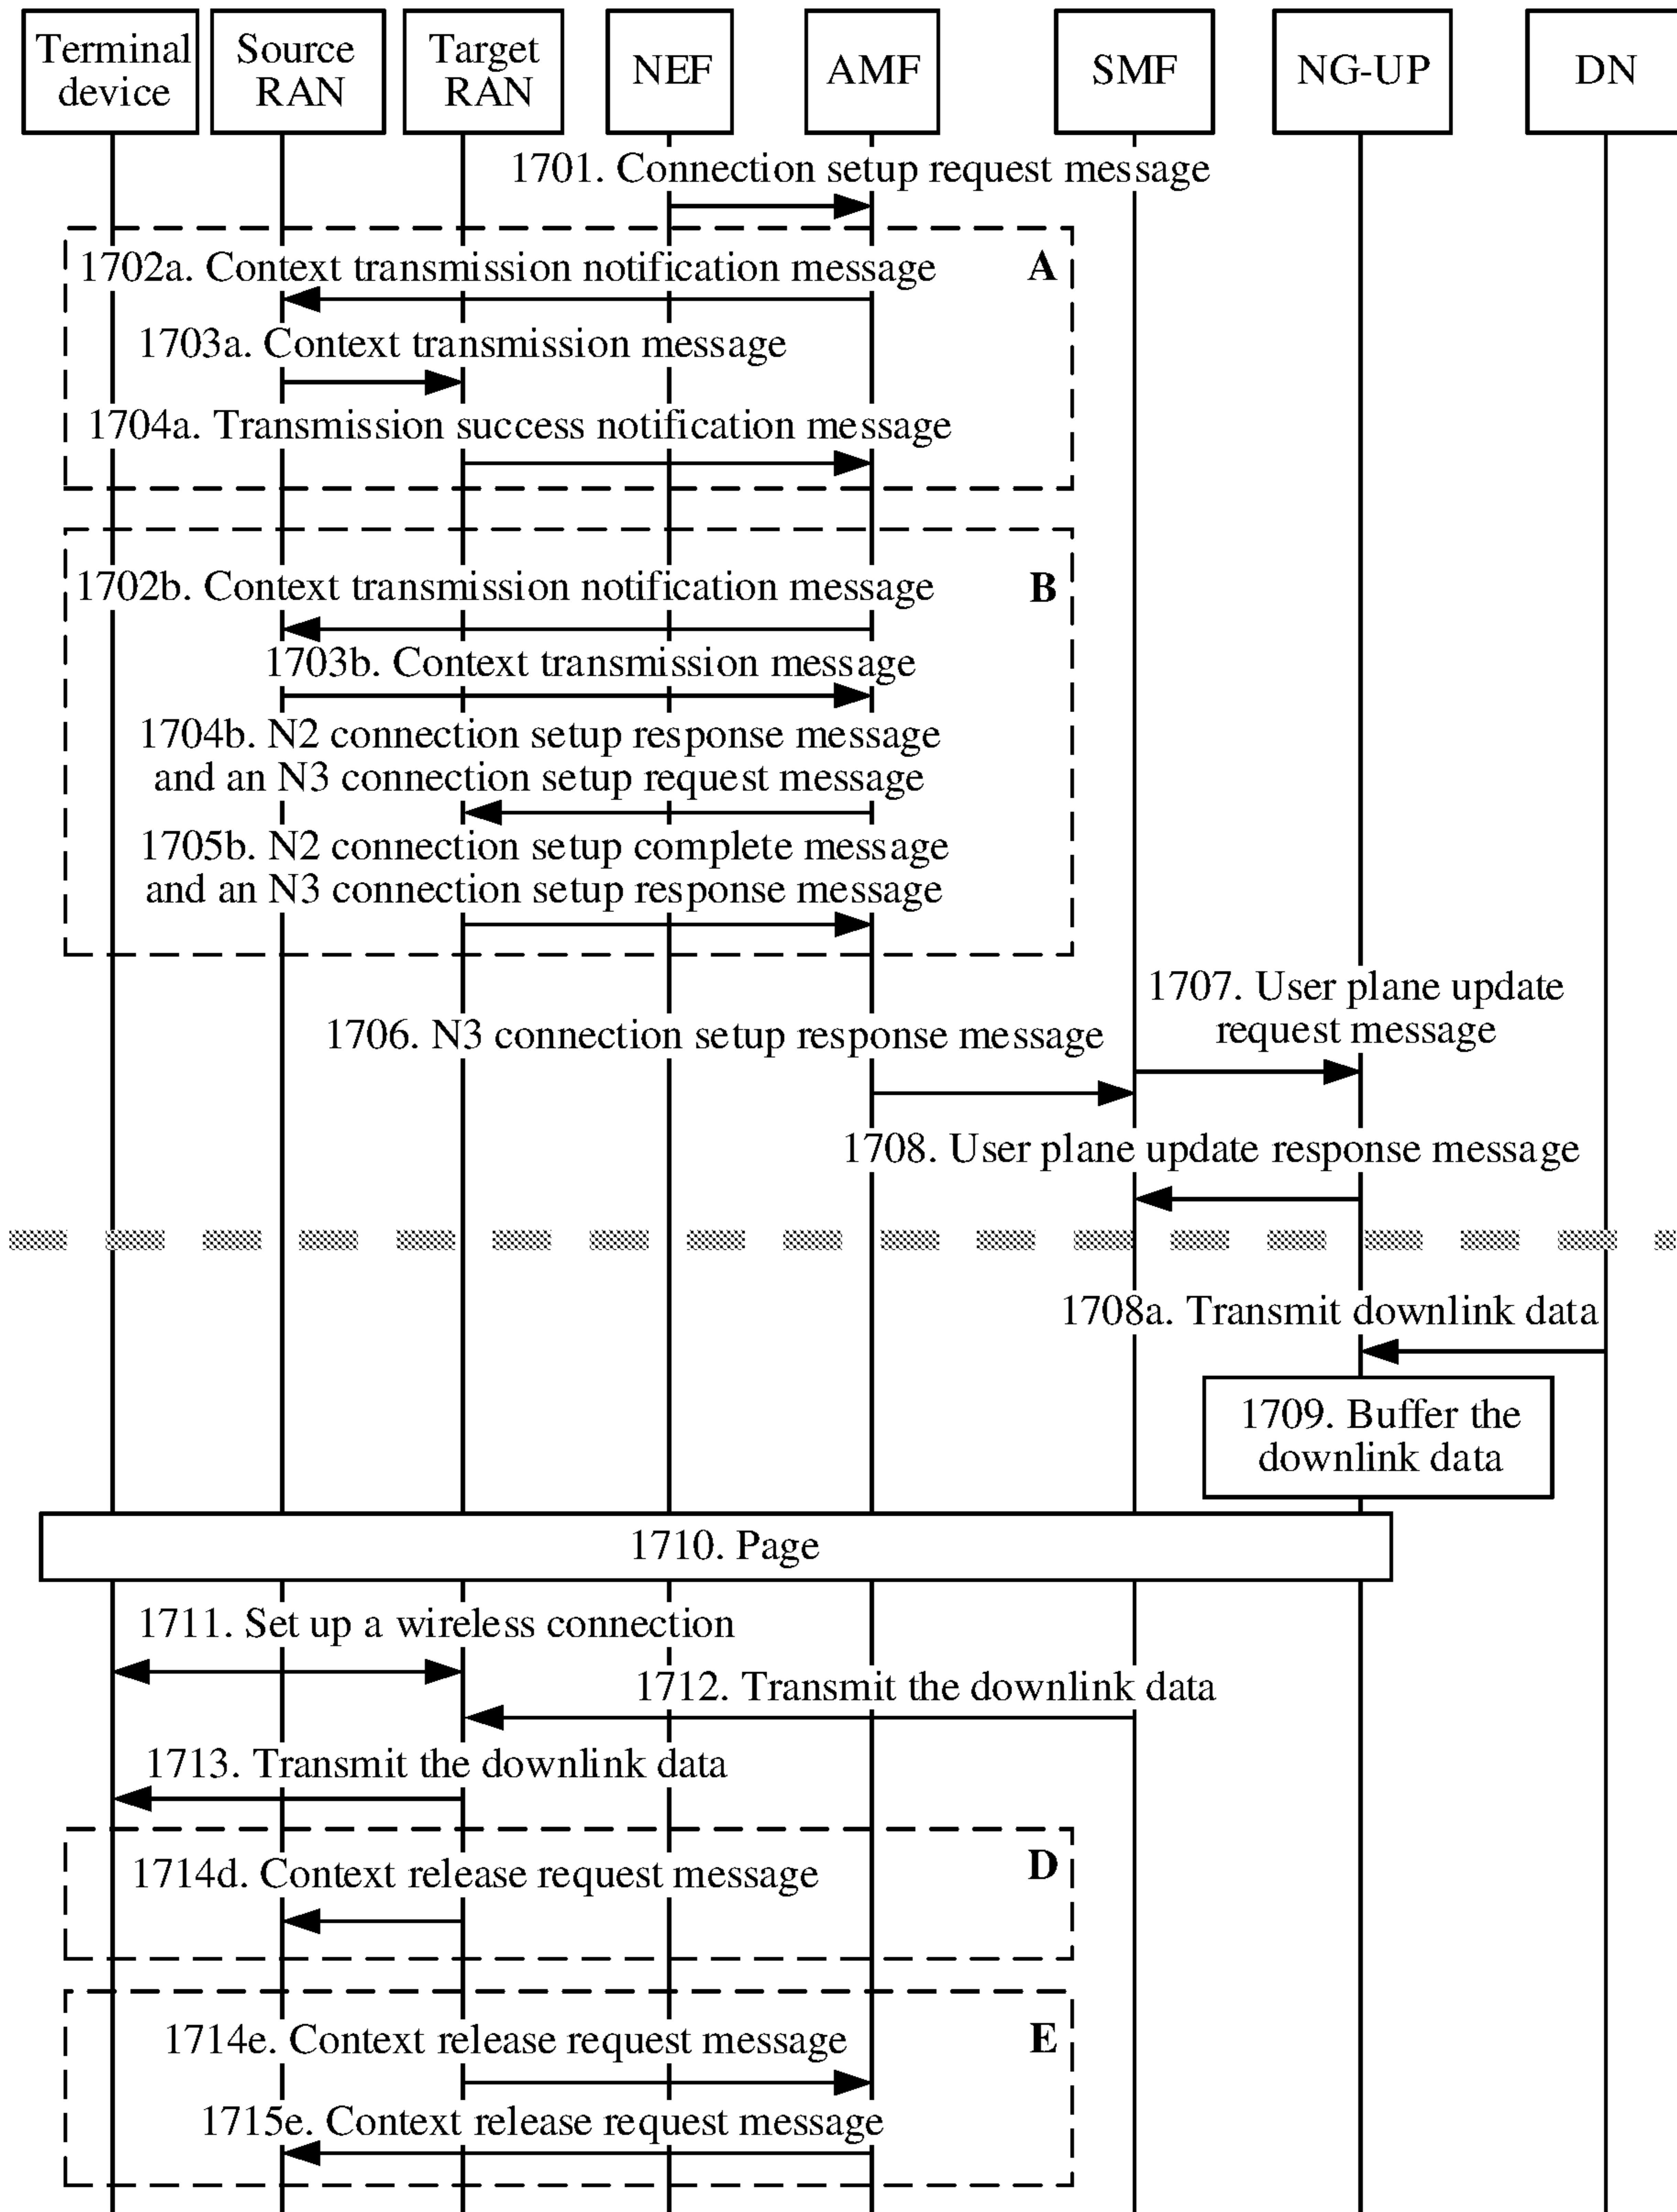 Terminal
device
Source
RAN
Target
RAN
NEF
AMF
SMF
NG-UP
DN
1701. Connection setup request message
A
1702a. Context transmission notification message
1703a. Context transmission message
1704a. Transmission success notification message
B
1702b. Context transmission notification message
1703b. Context transmission message
1704b. N2 connection setup response message
and an N3 connection setup request message
1705b. N2 connection setup complete message
and an N3 connection setup response message
1706. N3 connection setup response message
1707. User plane update
request message
1708. User plane update response message
1708a. Transmit downlink data
1709. Buffer the
downlink data
1710. Page
1711. Set up a wireless connection
1712. Transmit the downlink data
1713. Transmit the downlink data
D
1714d. Context release request message
E
1714e. Context release request message
1715e. Context release request message